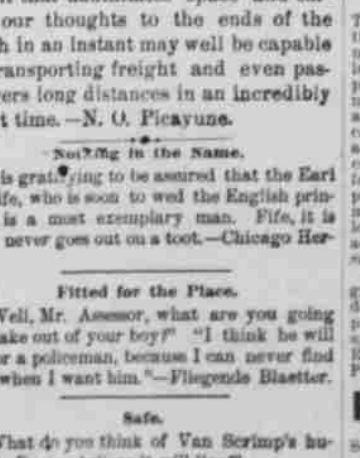 our thoughts to the ends of the
h in an instant may well be capable
ransporting freight and even pas-
ers long distances in an incredibly
t time.—N. O. Picayune.
Nothing in the Name.
is gratifying to be assured that the Earl
ife, who is soon to wed the English prin-
is a most exemplary man. Fife, it is
never goes out on a toot.—Chicago Her-
Fitted for the Place.
Well, Mr. Assessor, what are you going
ake out of your boy?" "I think he will
or a policeman, because I can never find
when I want him."—Fliegende Blaetter.
Safe.
What do you think of Van Scrimp's hu-